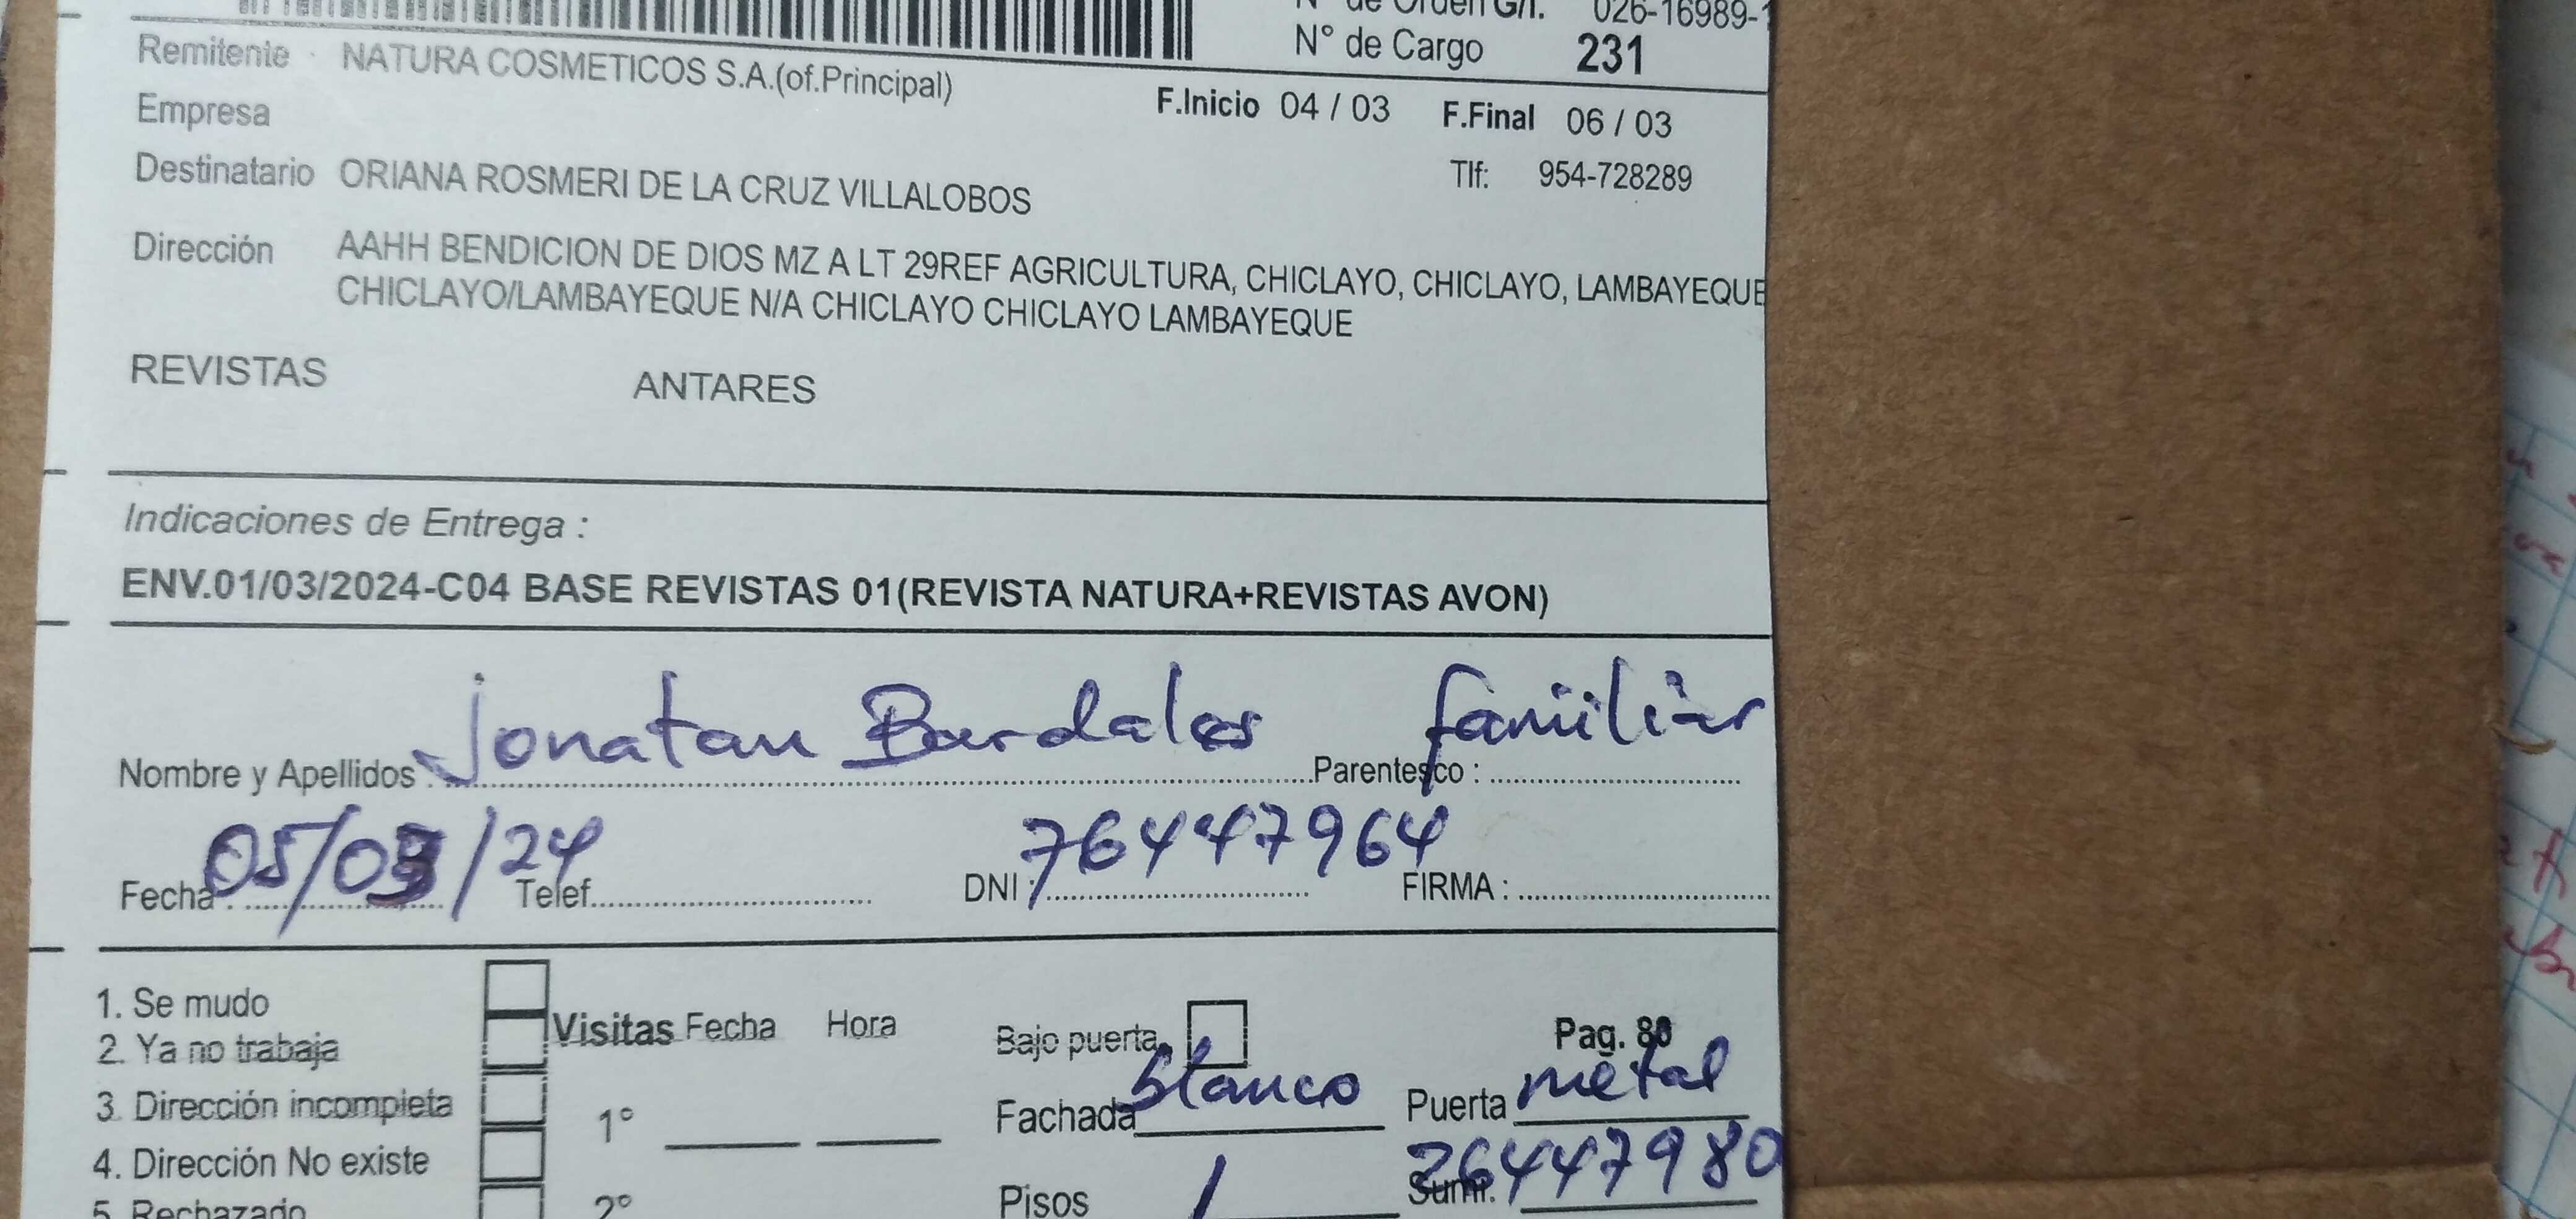 N° de Orden G/I. 026-16989-1
N° de Cargo 231
Remitente NATURA COSMETICOS S.A.(of.Principal)
Empresa F.Inicio 04 / 03 F.Final 06 / 03
Destinatario ORIANA ROSMERI DE LA CRUZ VILLALOBOS Tlf: 954-728289
Dirección AAHH BENDICION DE DIOS MZ A LT 29REF AGRICULTURA, CHICLAYO, CHICLAYO, LAMBAYEQUE
CHICLAYO/LAMBAYEQUE N/A CHICLAYO CHICLAYO LAMBAYEQUE
REVISTAS ANTARES
Indicaciones de Entrega :
ENV.01/03/2024-C04 BASE REVISTAS 01(REVISTA NATURA+REVISTAS AVON)
Nombre y Apellidos : Jonatan Bardales Parentesco : familiar
Fecha : 05/03/24 Telef. DNI : 76447964 FIRMA :
1. Se mudo
2. Ya no trabaja Visitas Fecha Hora Bajo puerta Pag. 80
3. Dirección incompleta 1° Fachada blanco Puerta metal
4. Dirección No existe
5. Rechazado 2° Pisos 1 Sumi. 76447980